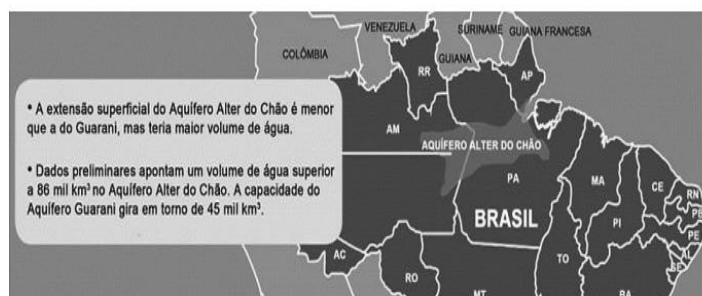 VENEZUELA
SURINAME
GUIANA FRANCESA
COLÔMBIA
GUIANA
RR
AP
• A extensão superficial do Aquífero Alter do Chão é menor
que a do Guarani, mas teria maior volume de água.
AM
AQUÍFERO ALTER DO CHÃO
• Dados preliminares apontam um volume de água superior
a 86 mil km³ no Aquífero Alter do Chão. A capacidade do
Aquífero Guarani gira em torno de 45 mil km³.
PA
MA
CE
RN
PB
PI
BRASIL
PE
AL
SE
AC
RO
TO
MT
BA